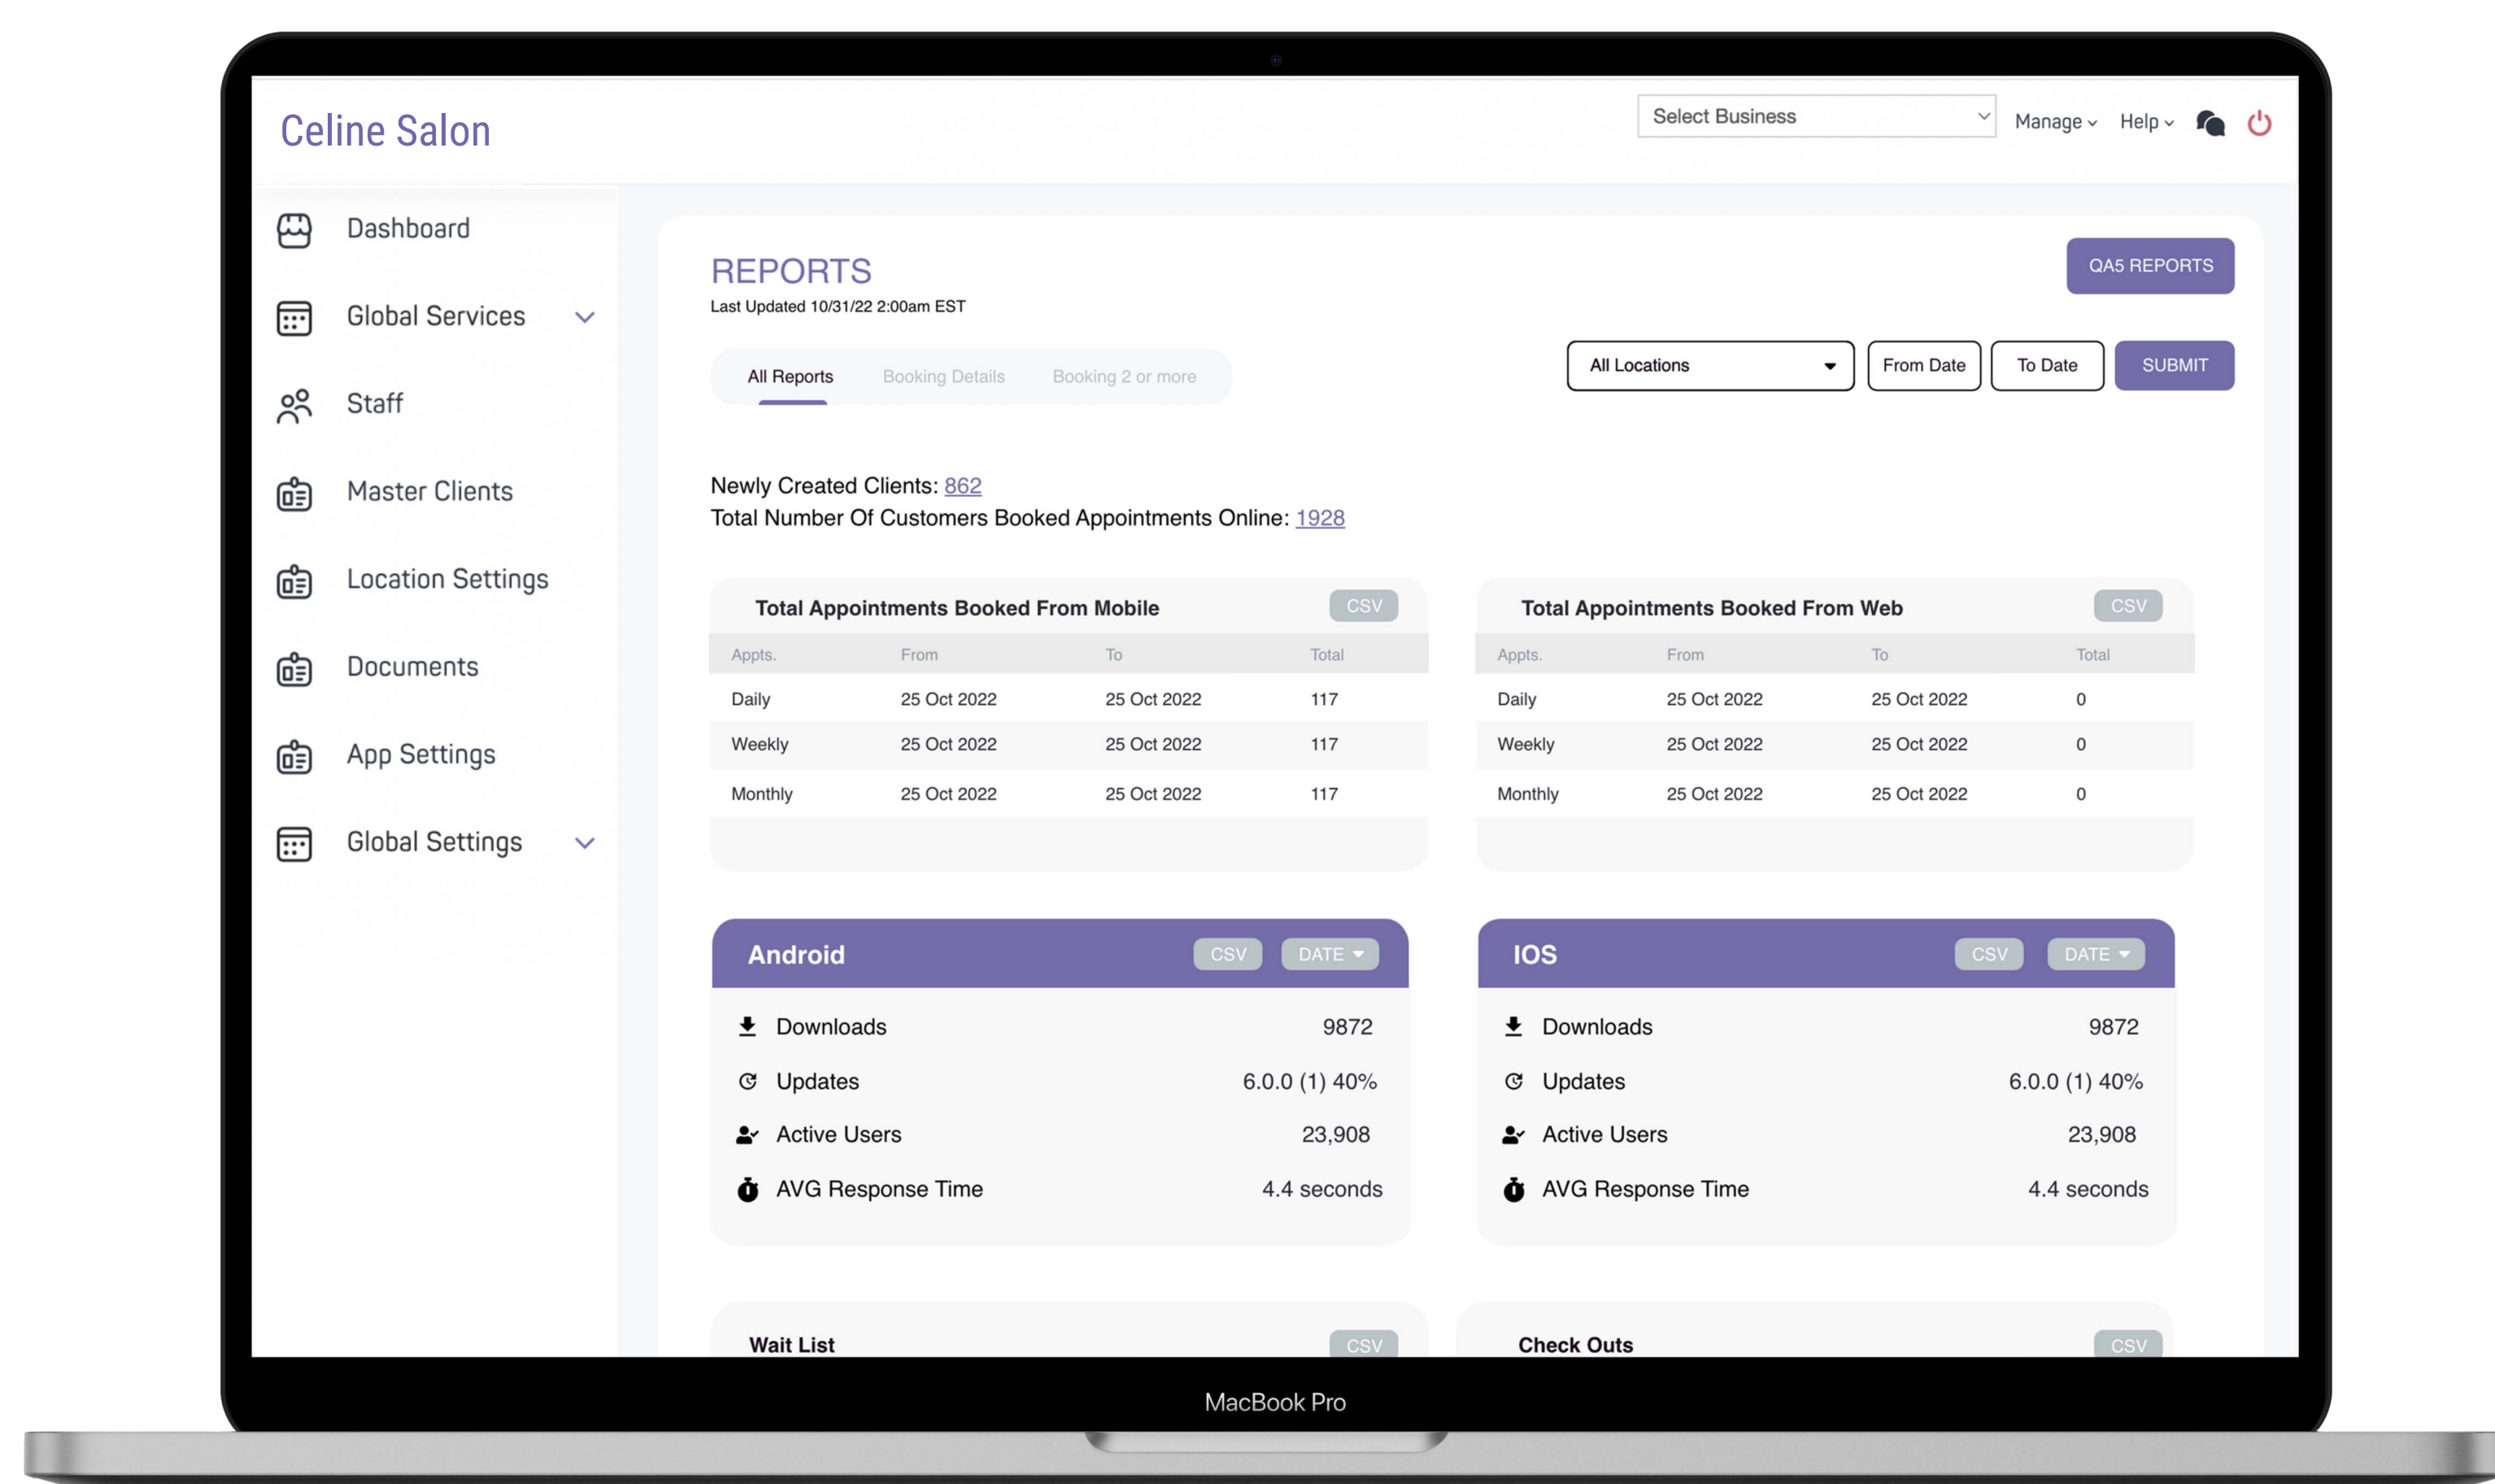 Celine Salon
Select Business
Manage
Help
Dashboard
Global Services
Staff
Master Clients
Location Settings
Documents
App Settings
Global Settings
REPORTS
Last Updated 10/31/22 2:00am EST
QA5 REPORTS
All Reports Booking Details Booking 2 or more
All Locations From Date To Date SUBMIT
Newly Created Clients: 862
Total Number Of Customers Booked Appointments Online: 1928
Total Appointments Booked From Mobile CSV
Appts. From To Total
Daily 25 Oct 2022 25 Oct 2022 117
Weekly 25 Oct 2022 25 Oct 2022 117
Monthly 25 Oct 2022 25 Oct 2022 117
Total Appointments Booked From Web CSV
Appts. From To Total
Daily 25 Oct 2022 25 Oct 2022 0
Weekly 25 Oct 2022 25 Oct 2022 0
Monthly 25 Oct 2022 25 Oct 2022 0
Android CSV DATE
Downloads 9872
Updates 6.0.0 (1) 40%
Active Users 23,908
AVG Response Time 4.4 seconds
IOS CSV DATE
Downloads 9872
Updates 6.0.0 (1) 40%
Active Users 23,908
AVG Response Time 4.4 seconds
Wait List CSV
Check Outs CSV
MacBook Pro